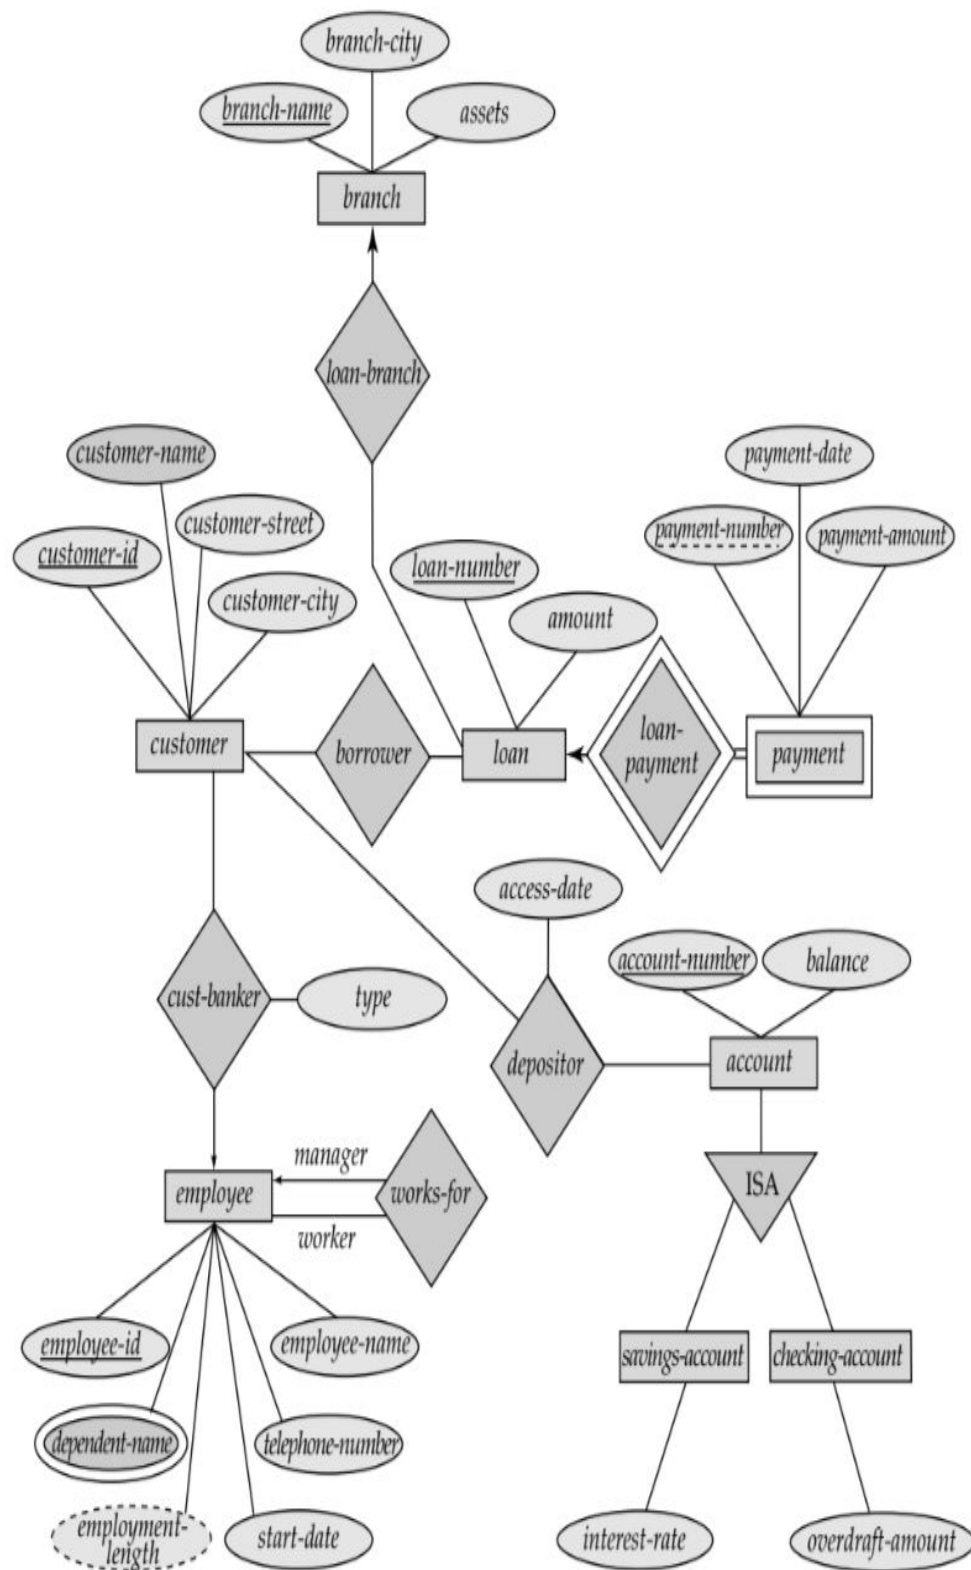 branch-city
branch-name
assets
branch
loan-branch
customer-name
customer-street
customer-id
customer-city
payment-date
payment-number
payment-amount
loan-number
amount
customer
borrower
loan
loan-
payment
payment
access-date
account-number
balance
cust-banker
type
depositor
account
manager
employee
works-for
worker
ISA
employee-id
employee-name
savings-account
checking-account
dependent-name
telephone-number
employment-
length
start-date
interest-rate
overdraft-amount